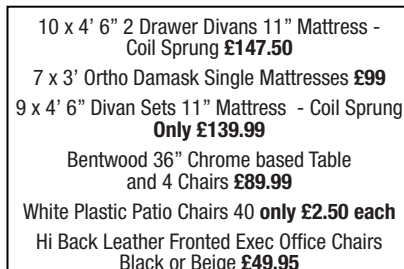 10 x 4’ 6” 2 Drawer Divans 11” Mattress -
Coil Sprung £147.50
7 x 3’ Ortho Damask Single Mattresses £99
9 x 4’ 6” Divan Sets 11” Mattress - Coil Sprung
Only £139.99
Bentwood 36” Chrome based Table
and 4 Chairs £89.99
White Plastic Patio Chairs 40 only £2.50 each
Hi Back Leather Fronted Exec Office Chairs
Black or Beige £49.95